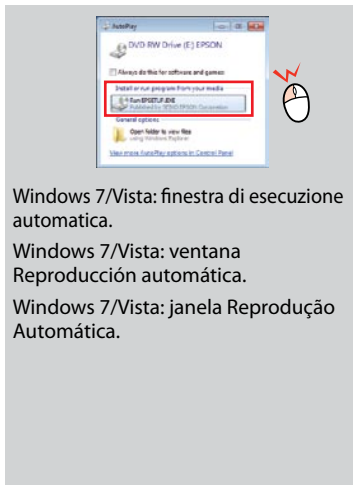 AutoPlay
DVD RW Drive (E:) EPSON
Always do this for software and games:
Install or run program from your media
Run EPSETUP.EXE
Published by SEIKO EPSON Corporation
General options
Open folder to view files
using Windows Explorer
View more AutoPlay options in Control Panel
Windows 7/Vista: finestra di esecuzione
automatica.
Windows 7/Vista: ventana
Reproducción automática.
Windows 7/Vista: janela Reprodução
Automática.